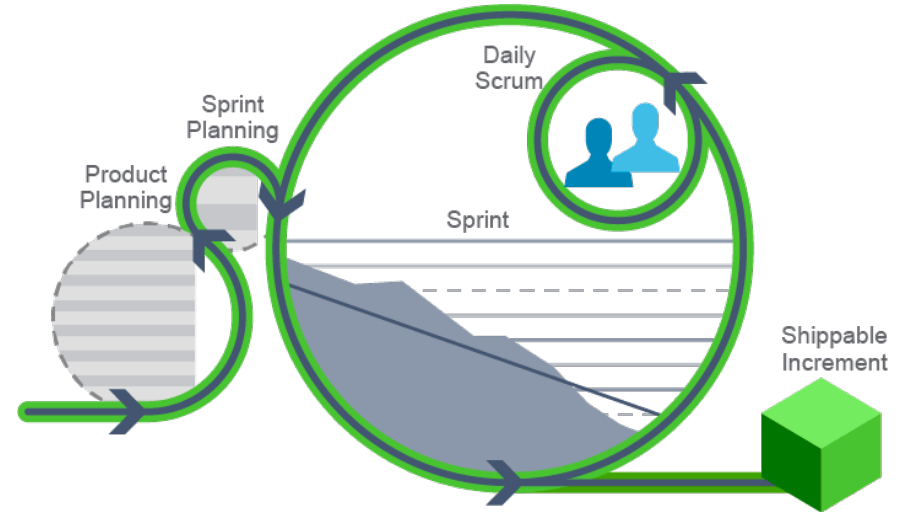 Daily
Scrum
Sprint
Planning
Product
Planning
Sprint
Shippable
Increment